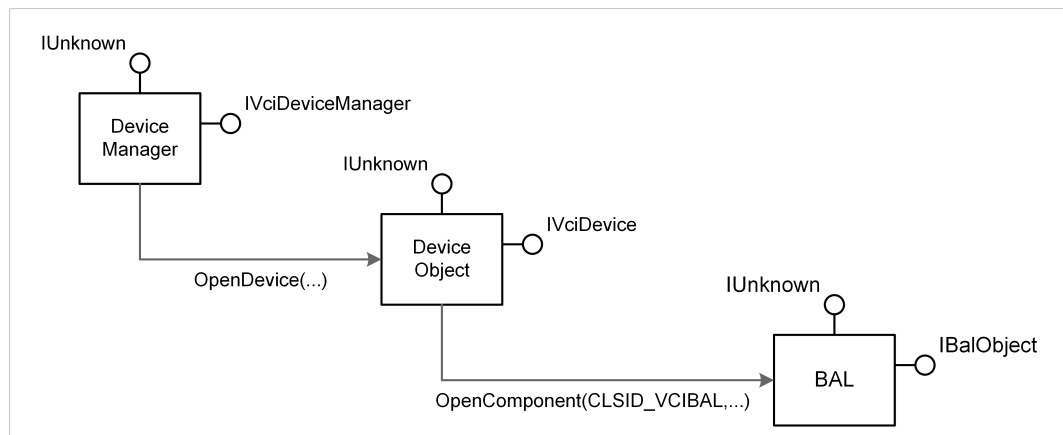 IUnknown
IVciDeviceManager
Device
Manager
IUnknown
IVciDevice
Device
Object
OpenDevice(...)
IUnknown
IBalObject
BAL
OpenComponent(CLSID_VCIBAL,...)